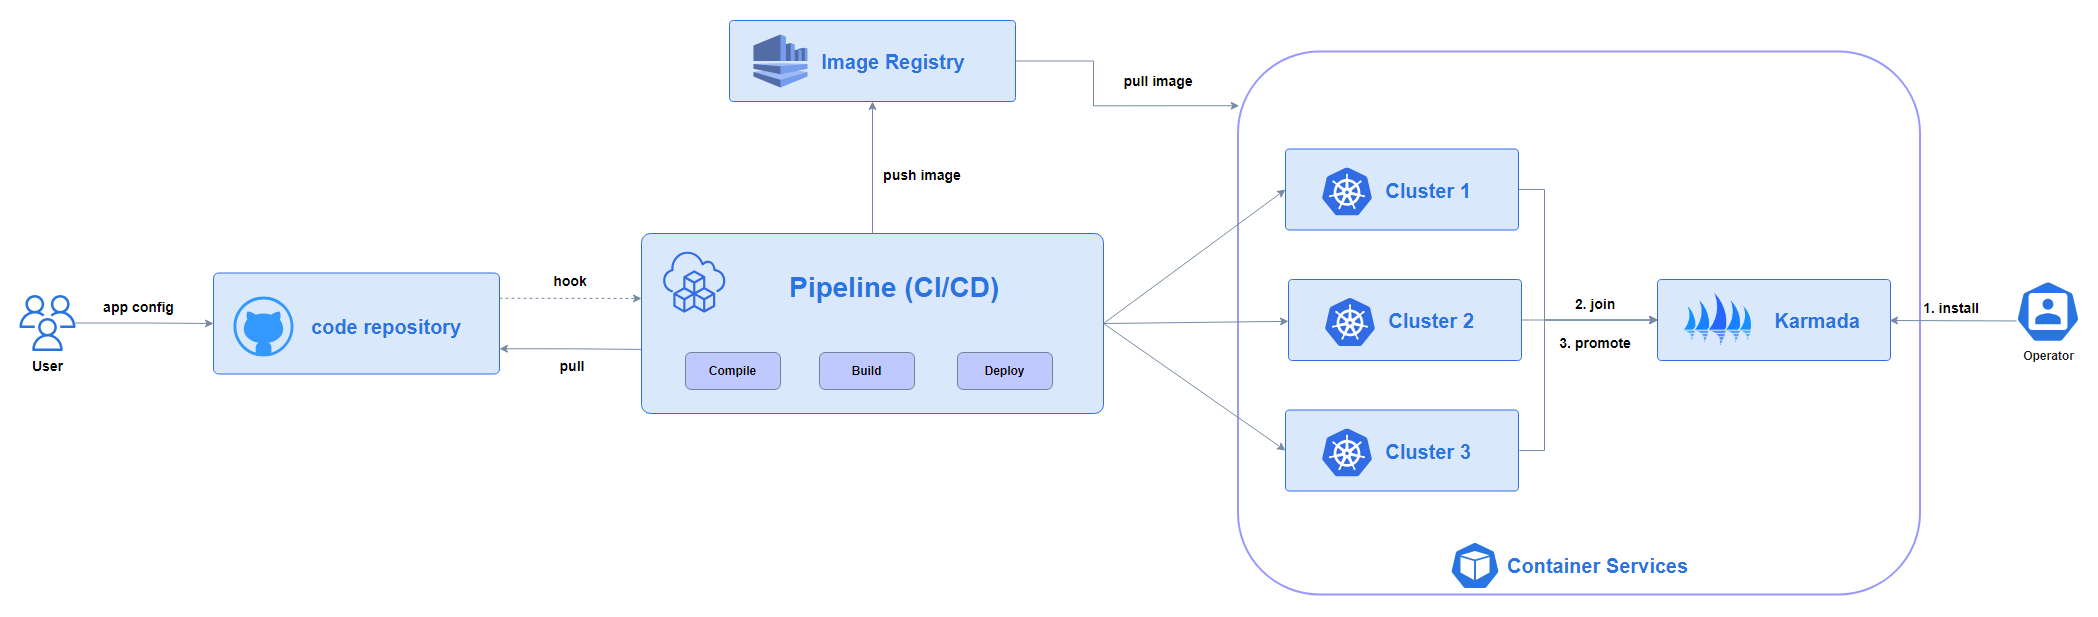 Image Registry
pull image
push image
Cluster 1
Pipeline (CI/CD)
hook
app config
code repository
User
pull
Compile
Build
Deploy
Cluster 2
2. join
3. promote
Karmada
1. install
Operator
Cluster 3
Container Services